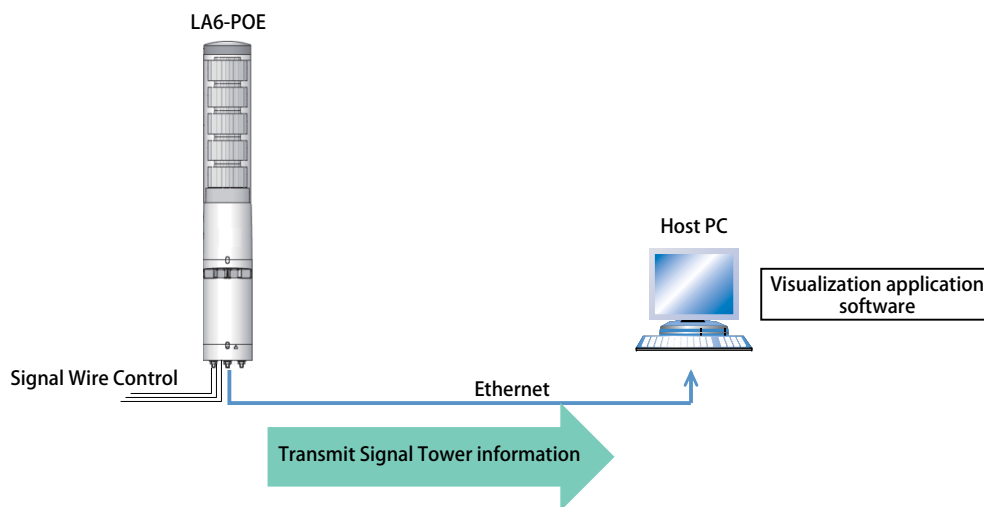 LA6-POE
Host PC
Visualization application
software
Signal Wire Control
Ethernet
Transmit Signal Tower information